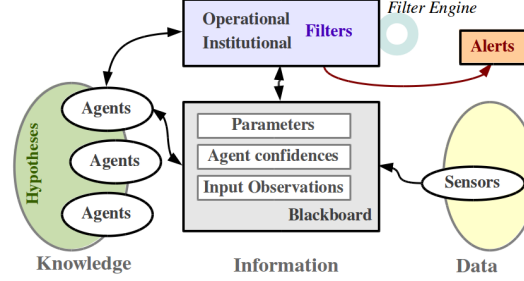 Filter Engine
Operational
Institutional
Filters
Alerts
Hypotheses
Agents
Agents
Agents
Parameters
Agent confidences
Input Observations
Blackboard
Sensors
Knowledge
Information
Data